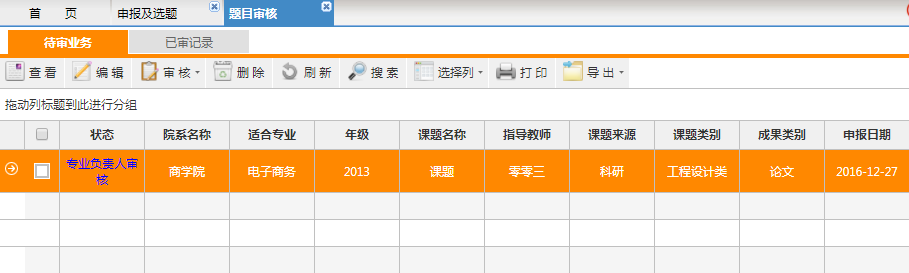 首 页 申报及选题 题目审核
待审业务 已审记录
查看 编辑 审核 删除 刷新 搜索 选择列 打印 导出
拖动列标题到此进行分组
状态 院系名称 适合专业 年级 课题名称 指导教师 课题来源 课题类别 成果类别 申报日期
专业负责人审
核 商学院 电子商务 2013 课题 零零三 科研 工程设计类 论文 2016-12-27